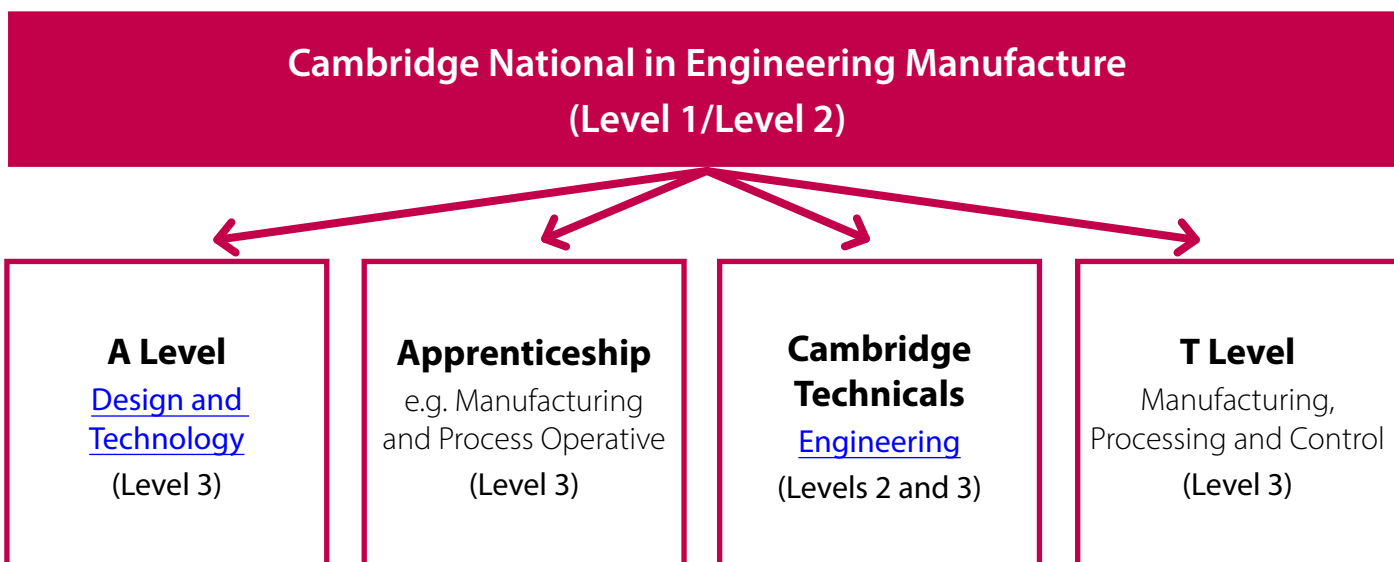 Cambridge National in Engineering Manufacture
(Level 1/Level 2)
A Level
Design and
Technology
(Level 3)
Apprenticeship
e.g. Manufacturing
and Process Operative
(Level 3)
Cambridge
Technicals
Engineering
(Levels 2 and 3)
T Level
Manufacturing,
Processing and Control
(Level 3)